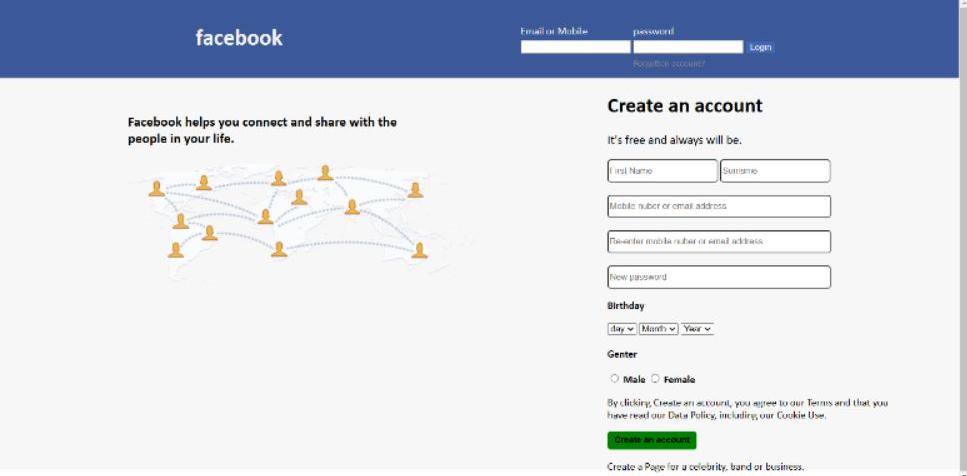 facebook
Email or Mobile password
Login
Forgotten account?
Create an account
Facebook helps you connect and share with the
people in your life.
It's free and always will be.
First Name Surname
Mobile nuber or email address
Re-enter mobile nuber or email address
New password
Birthday
day Month Year
Genter
Male Female
By clicking Create an account, you agree to our Terms and that you
have read our Data Policy, including our Cookie Use.
Create an account
Create a Page for a celebrity, band or business.